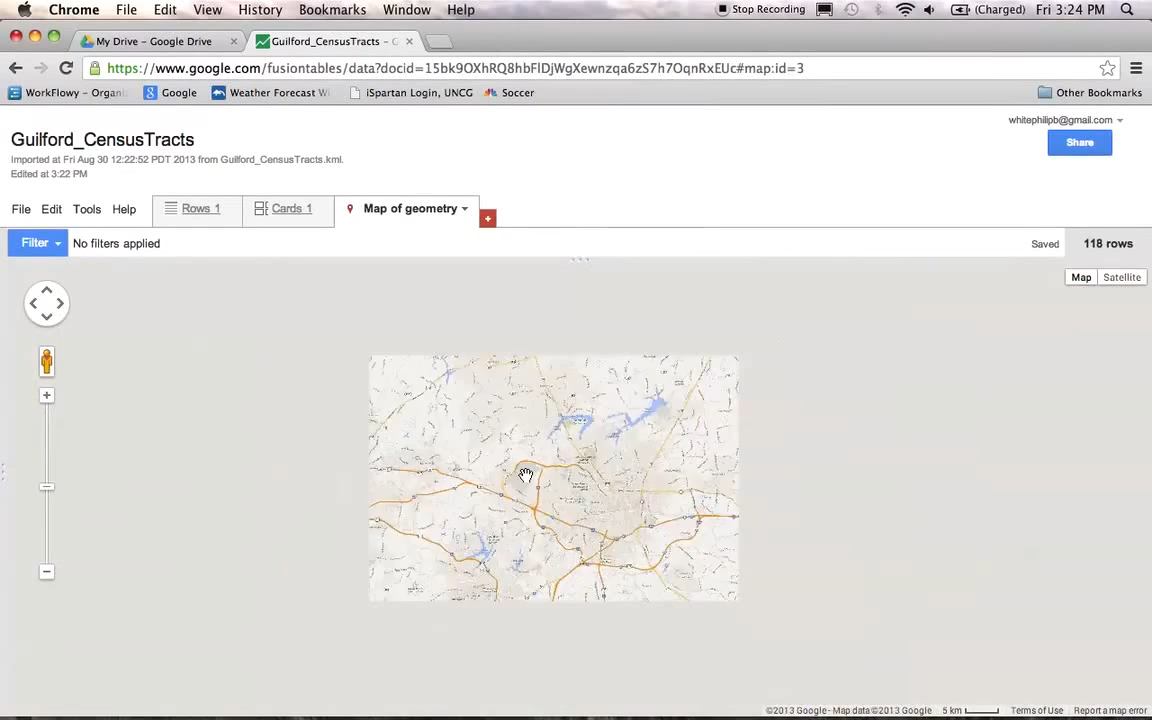 Chrome File Edit View History Bookmarks Window Help Stop Recording (Charged) Fri 3:24 PM
My Drive – Google Drive Guilford_CensusTracts – G
https://www.google.com/fusiontables/data?docid=15bk9OXhRQ8hbFlDjWgXewnzqa6zS7h7OqnRxEUc#map:id=3
WorkFlowy – Organi Google Weather Forecast Wi iSpartan Login, UNCG Soccer Other Bookmarks
whitephilipb@gmail.com
Guilford_CensusTracts
Share
Imported at Fri Aug 30 12:22:52 PDT 2013 from Guilford_CensusTracts.kml.
Edited at 3:22 PM
File Edit Tools Help Rows 1 Cards 1 Map of geometry +
Filter No filters applied Saved 118 rows
Map Satellite
©2013 Google - Map data ©2013 Google 5 km Terms of Use Report a map error